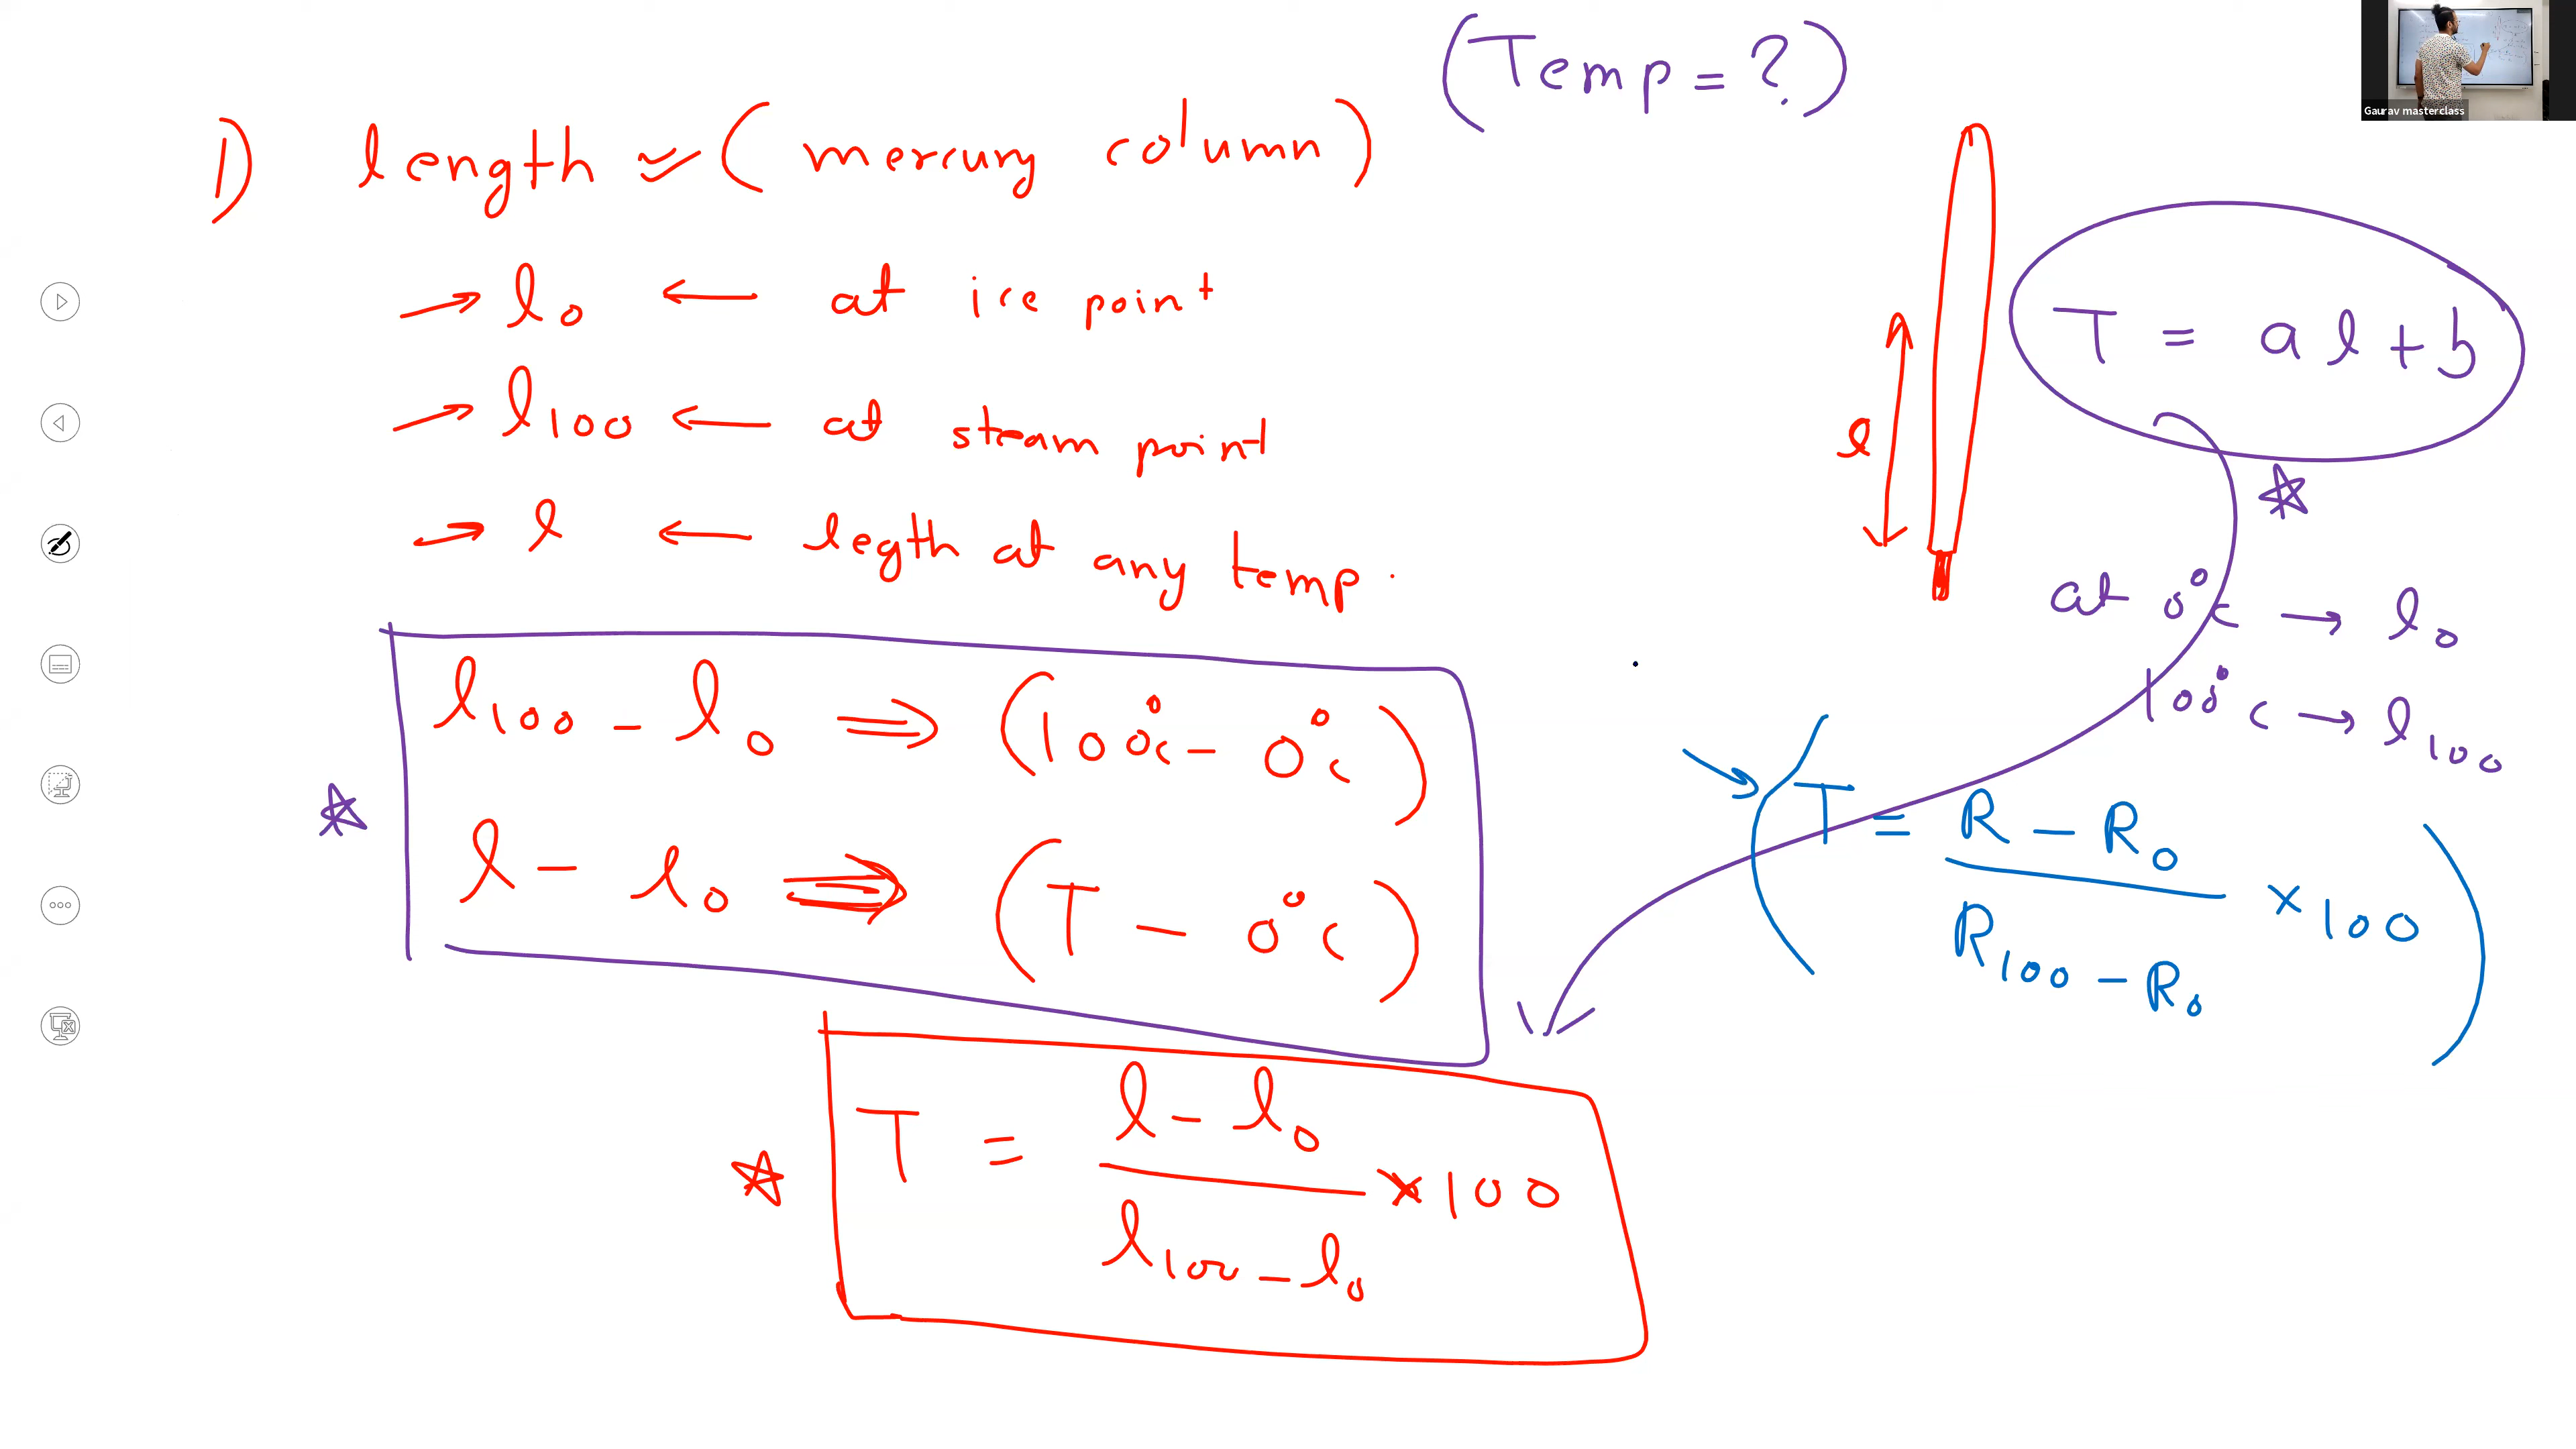 (Temp = ?)
Gaurav masterclass
1) length ≈ (mercury column)
→ l₀ ← at ice point
→ l₁₀₀ ← at steam point
→ l ← legth at any temp.
l
T = al + b
at 0°c → l₀
100°c → l₁₀₀
l₁₀₀ - l₀ ⇒ (100°c - 0°c)
l - l₀ ⇒ (T - 0°c)
T = (R - R₀)/(R₁₀₀ - R₀) × 100
T = (l - l₀)/(l₁₀₀ - l₀) × 100